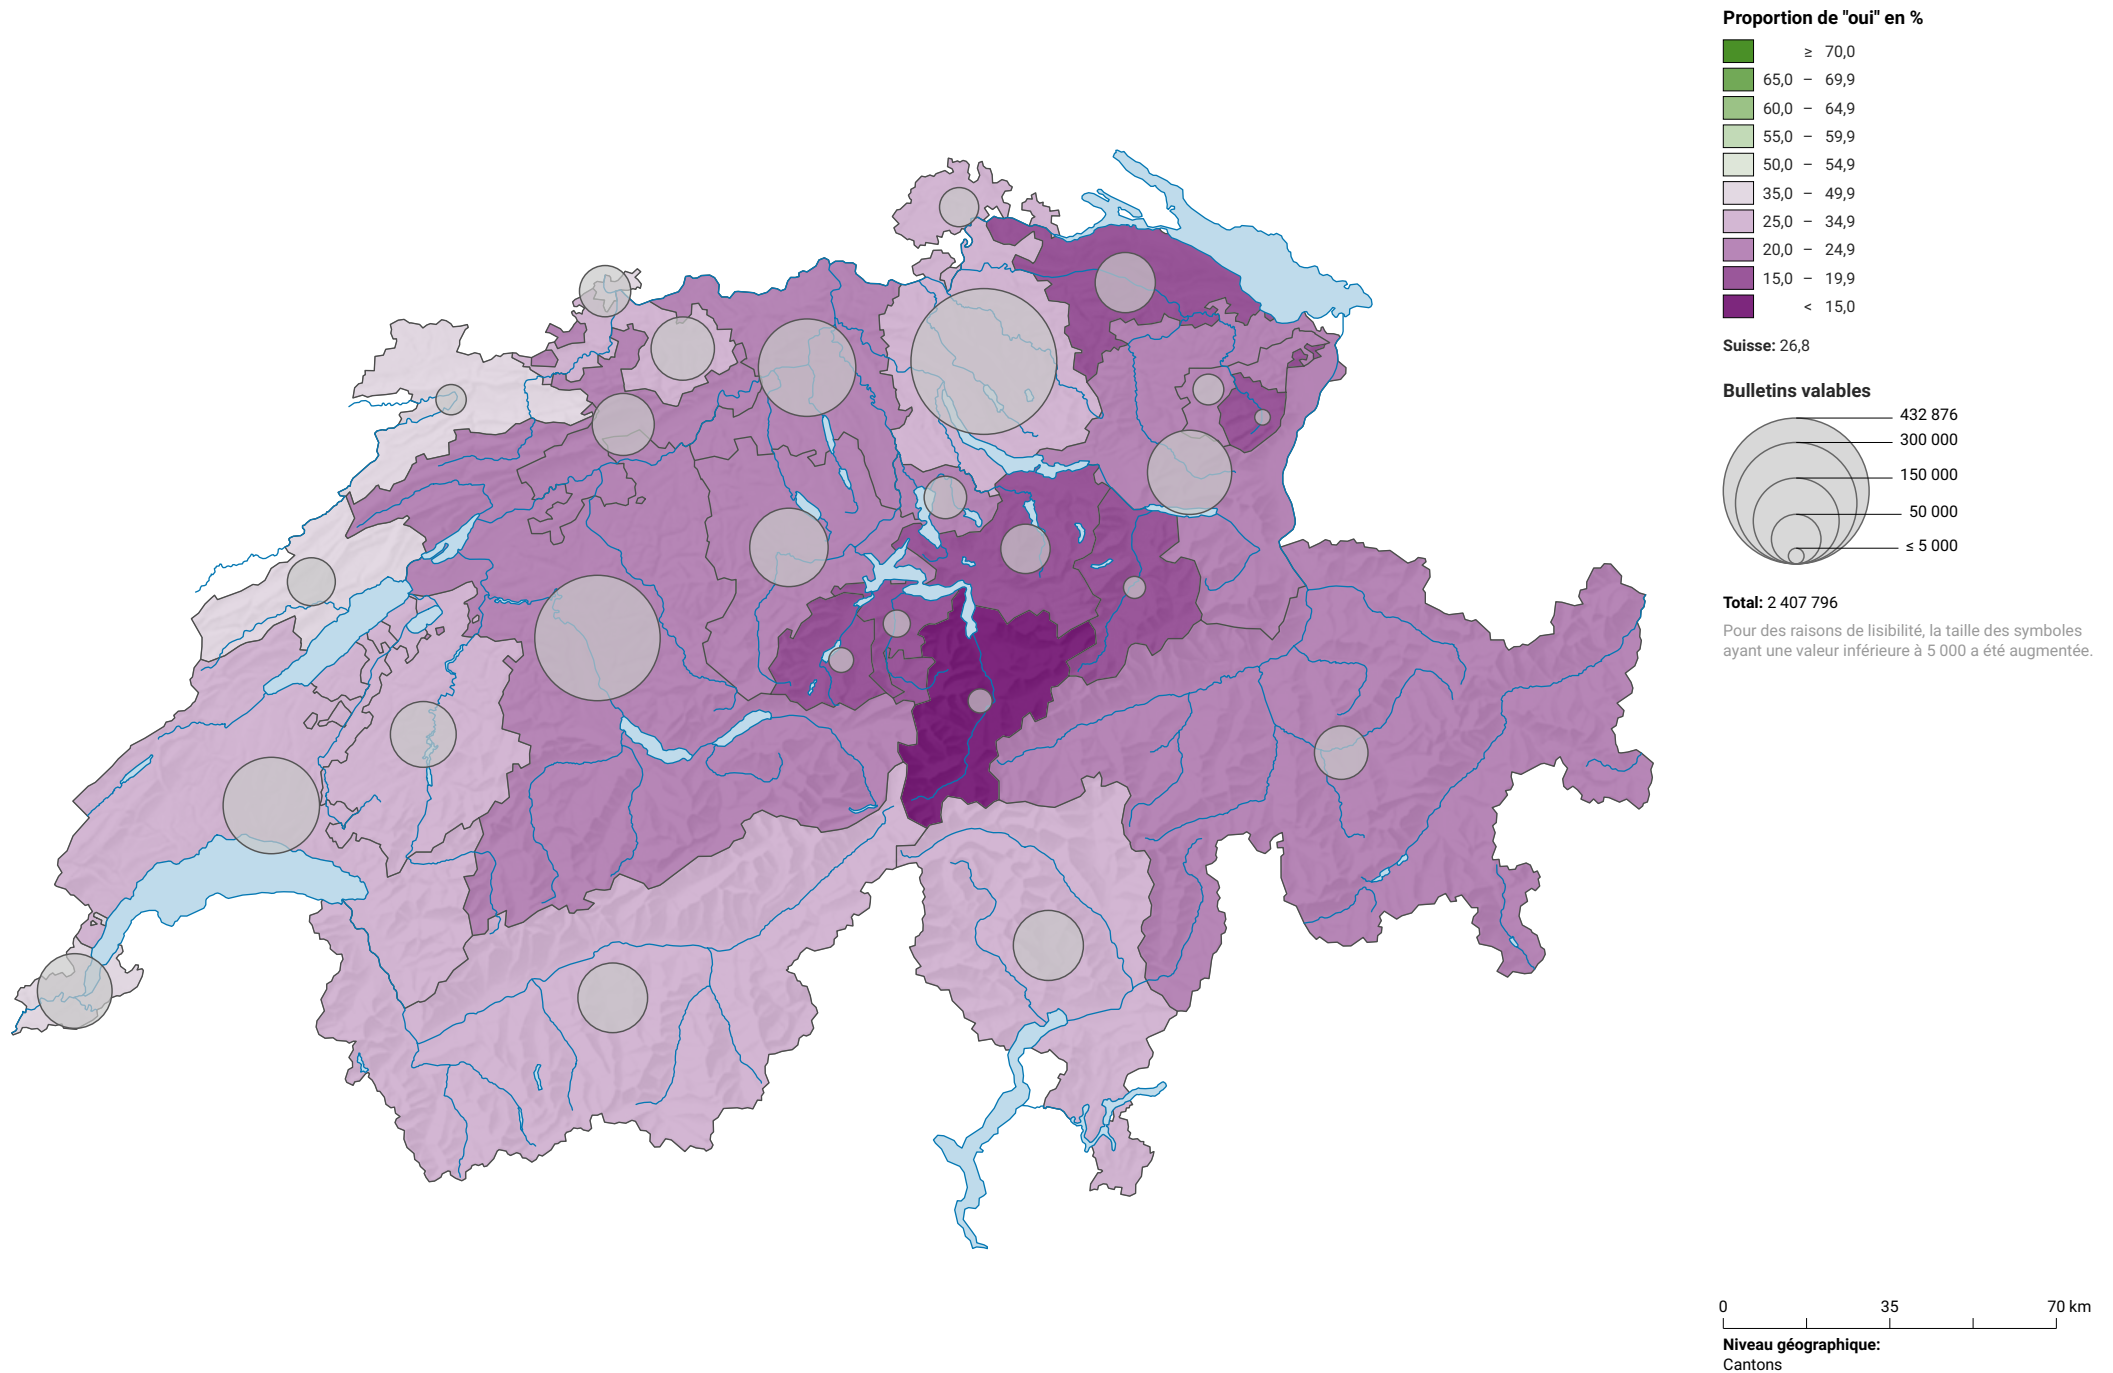 Proportion de "oui" en %
≥ 70,0
65,0 – 69,9
60,0 – 64,9
55,0 – 59,9
50,0 – 54,9
35,0 – 49,9
25,0 – 34,9
20,0 – 24,9
15,0 – 19,9
< 15,0
Suisse: 26,8
Bulletins valables
432 876
300 000
150 000
50 000
≤ 5 000
Total: 2 407 796
Pour des raisons de lisibilité, la taille des symboles
ayant une valeur inférieure à 5 000 a été augmentée.
0 35 70 km
Niveau géographique:
Cantons